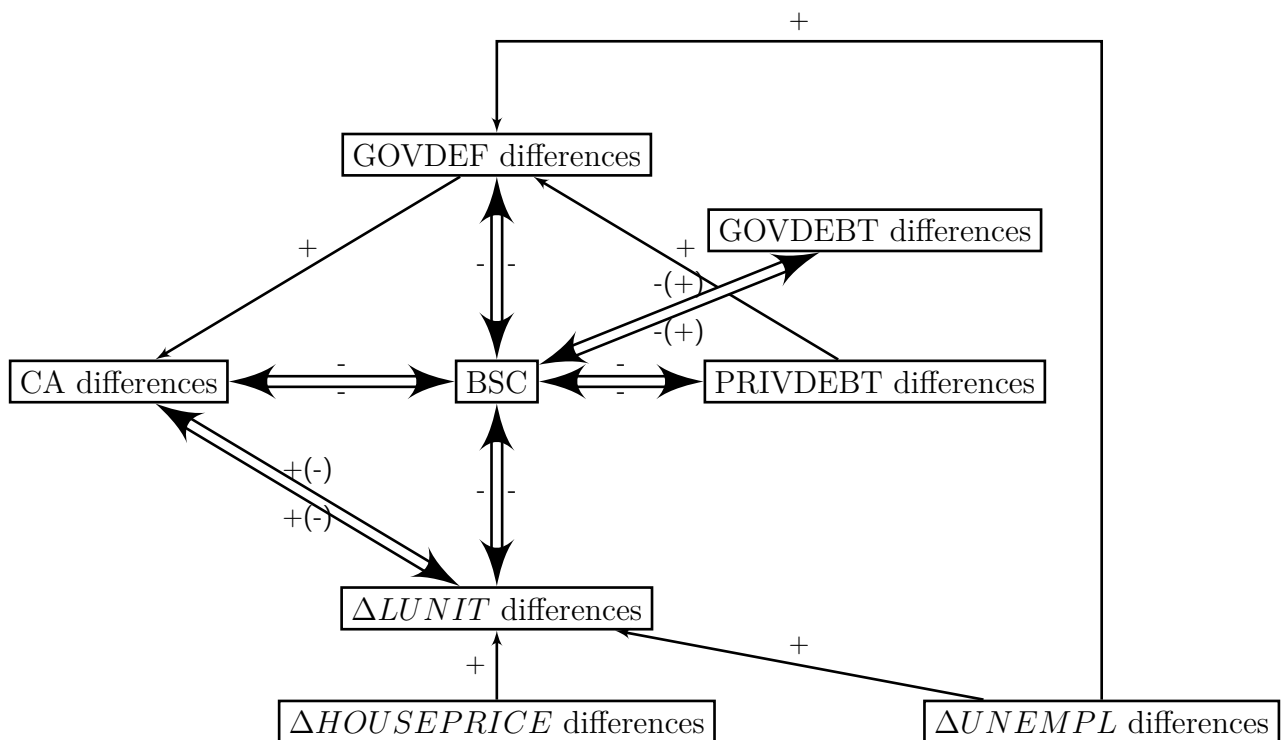 +
GOVDEF differences
GOVDEBT differences
+
+
- -
-(+)
-(+)
CA differences
-
-
BSC
-
-
PRIVDEBT differences
+(-)
+(-)
- -
ΔLUNIT differences
+
+
ΔHOUSEPRICE differences
ΔUNEMPL differences